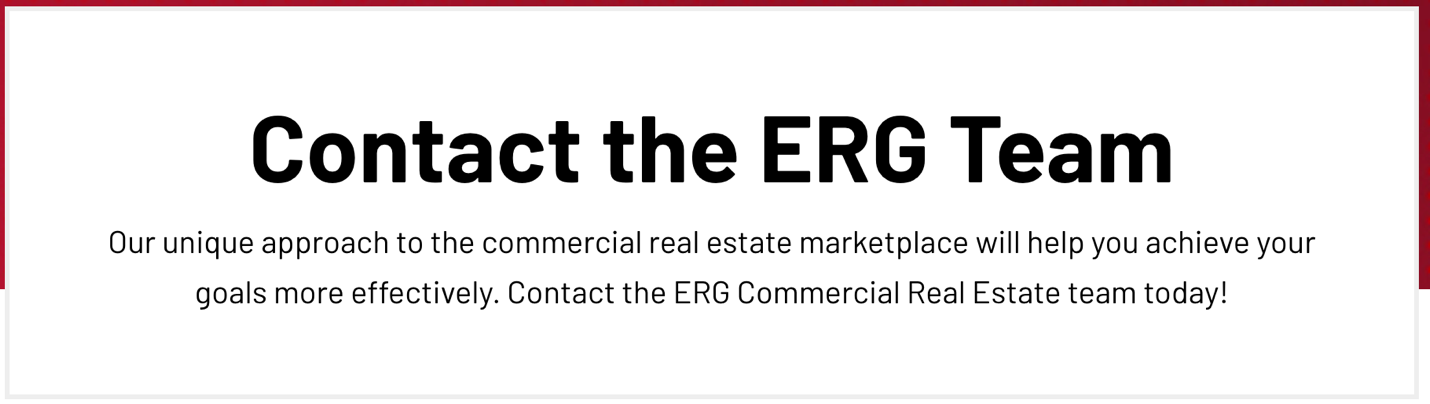 Contact the ERG Team
Our unique approach to the commercial real estate marketplace will help you achieve your
goals more effectively. Contact the ERG Commercial Real Estate team today!